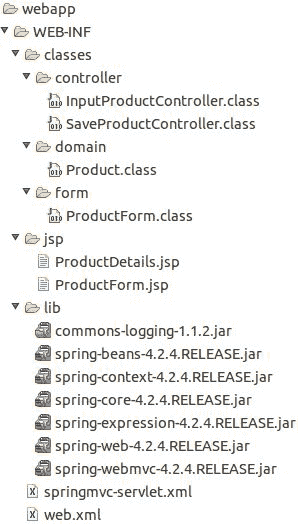 webapp
WEB-INF
classes
controller
InputProductController.class
SaveProductController.class
domain
Product.class
form
ProductForm.class
jsp
ProductDetails.jsp
ProductForm.jsp
lib
commons-logging-1.1.2.jar
spring-beans-4.2.4.RELEASE.jar
spring-context-4.2.4.RELEASE.jar
spring-core-4.2.4.RELEASE.jar
spring-expression-4.2.4.RELEASE.jar
spring-web-4.2.4.RELEASE.jar
spring-webmvc-4.2.4.RELEASE.jar
springmvc-servlet.xml
web.xml